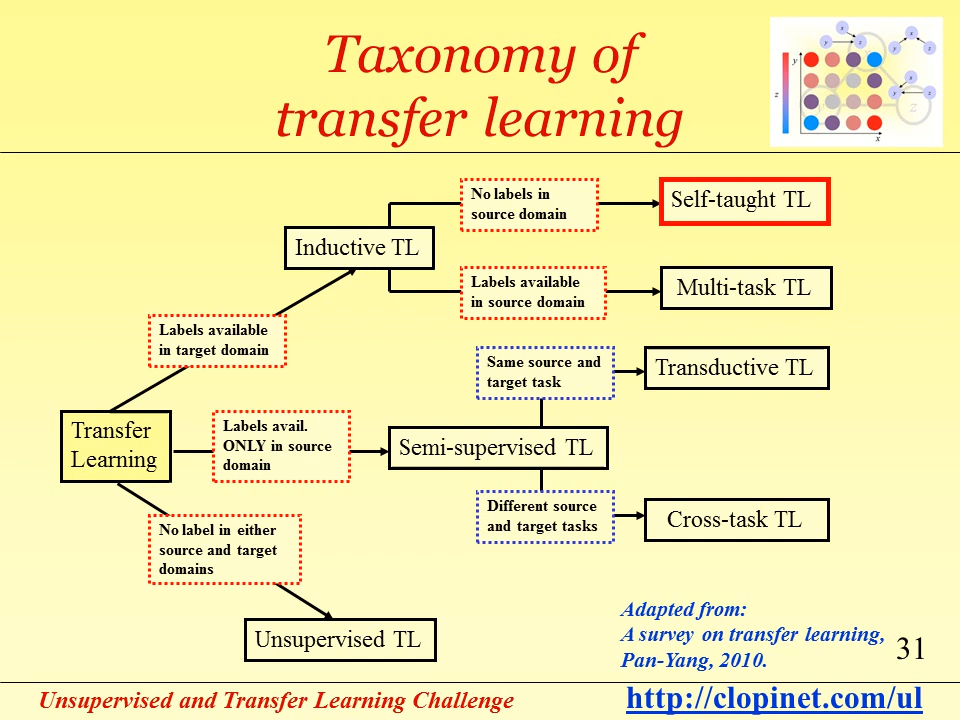 Taxonomy of
transfer learning
x
y
z
x
y
z
x
y
z
y
z
x
y
z
No labels in
source domain
Self-taught TL
Inductive TL
Labels available
in source domain
Multi-task TL
Labels available
in target domain
Same source and
target task
Transductive TL
Transfer
Learning
Labels avail.
ONLY in source
domain
Semi-supervised TL
Different source
and target tasks
Cross-task TL
No label in either
source and target
domains
Unsupervised TL
Adapted from:
A survey on transfer learning,
Pan-Yang, 2010.
31
Unsupervised and Transfer Learning Challenge
http://clopinet.com/ul